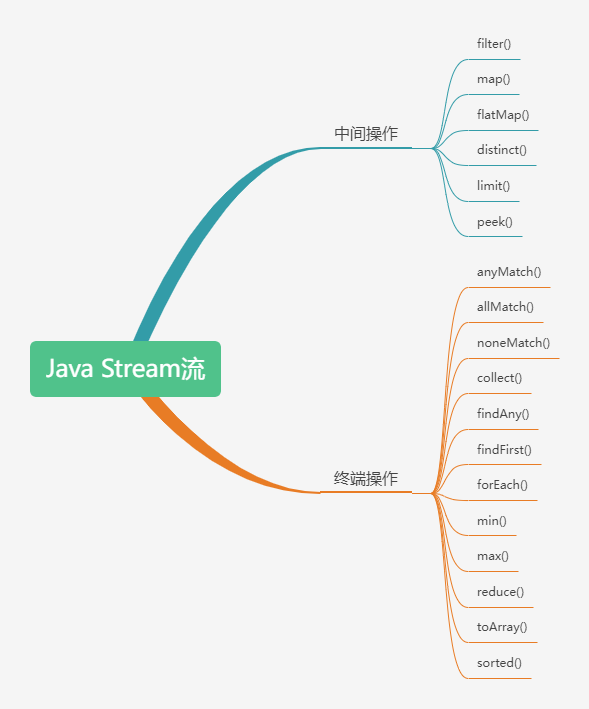 Java Stream流
中间操作
filter()
map()
flatMap()
distinct()
limit()
peek()
终端操作
anyMatch()
allMatch()
noneMatch()
collect()
findAny()
findFirst()
forEach()
min()
max()
reduce()
toArray()
sorted()